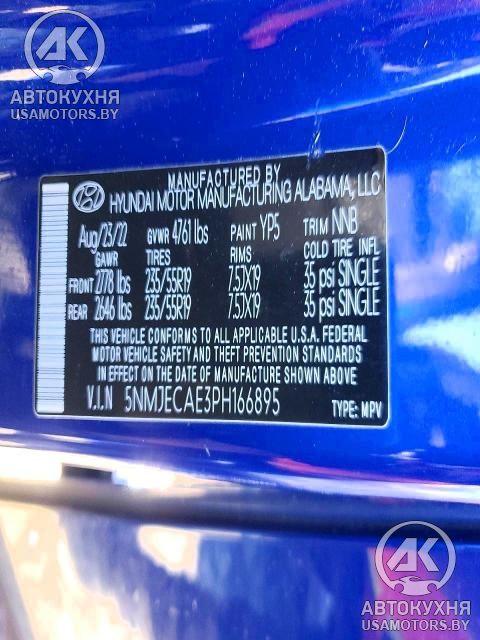 AK
АВТОКУХНЯ
USAMOTORS.BY
MANUFACTURED BY
HYUNDAI MOTOR MANUFACTURING ALABAMA, LLC
Aug/23/22 GVWR 4761 lbs PAINT YP5 TRIM NNB
GAWR TIRES RIMS COLD TIRE INFL
FRONT 2778 lbs 235/55R19 7.5JX19 35 psi SINGLE
REAR 2646 lbs 235/55R19 7.5JX19 35 psi SINGLE
THIS VEHICLE CONFORMS TO ALL APPLICABLE U.S.A. FEDERAL
MOTOR VEHICLE SAFETY AND THEFT PREVENTION STANDARDS
IN EFFECT ON THE DATE OF MANUFACTURE SHOWN ABOVE.
V.I.N 5NMJECAE3PH166895 TYPE: MPV
AK
АВТОКУХНЯ
USAMOTORS.BY